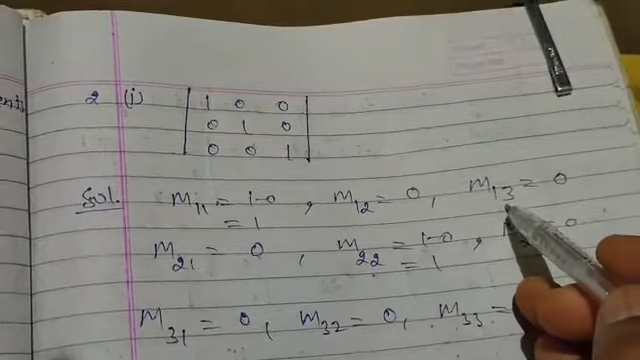 2 (i) | 1 0 0 |
| 0 1 0 |
| 0 0 1 |
Sol. M11 = 1-0 , M12 = 0, M13 = 0
= 1
M21 = 0 , M22 = 1-0 , = 0
= 1
M31 = 0, M32 = 0, M33 =